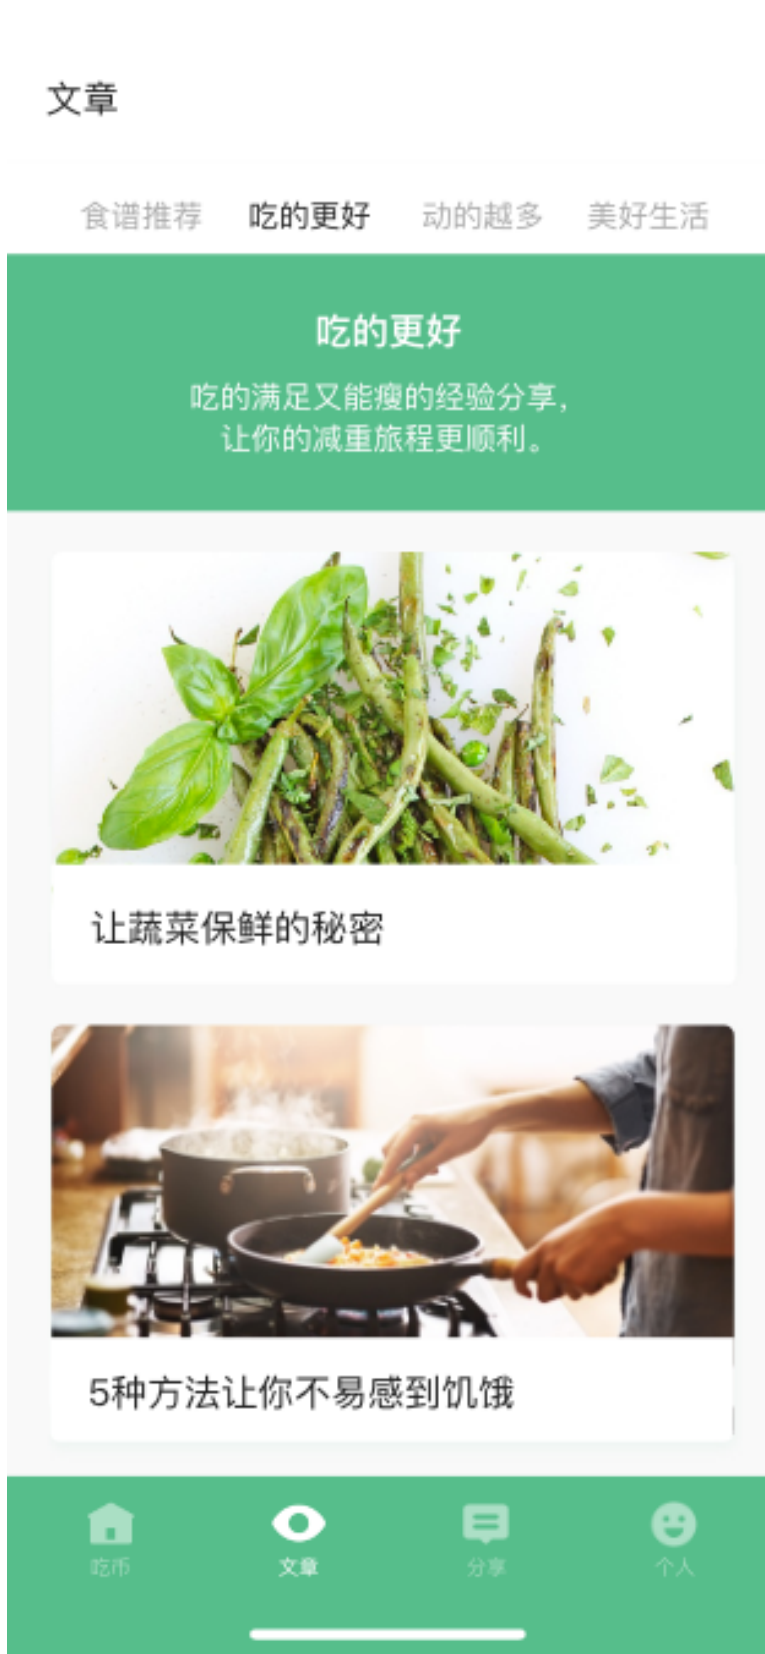 文章
食谱推荐 吃的更好 动的越多 美好生活
吃的更好
吃的满足又能瘦的经验分享，
让你的减重旅程更顺利。
让蔬菜保鲜的秘密
5种方法让你不易感到饥饿
吃币 文章 分享 个人